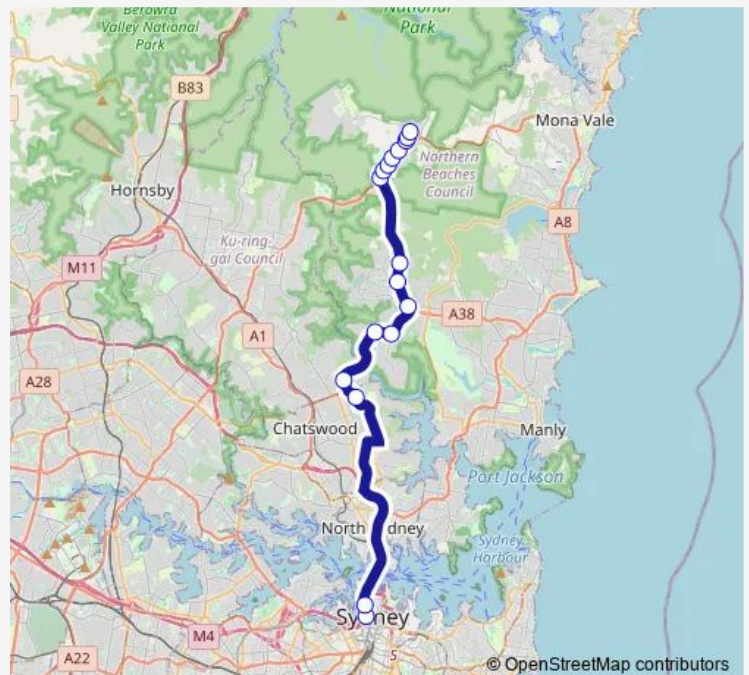 Berowra
Valley National
Park
National
Park
B83
Mona Vale
Northern
Beaches
Council
Hornsby
A8
Ku-ring-
gai Council
M11
A38
A1
A28
Chatswood
Manly
Port Jackson
North
dney
Sydney
Harbour
Sy
ney
M4
A22
5
© OpenStreetMap contributors